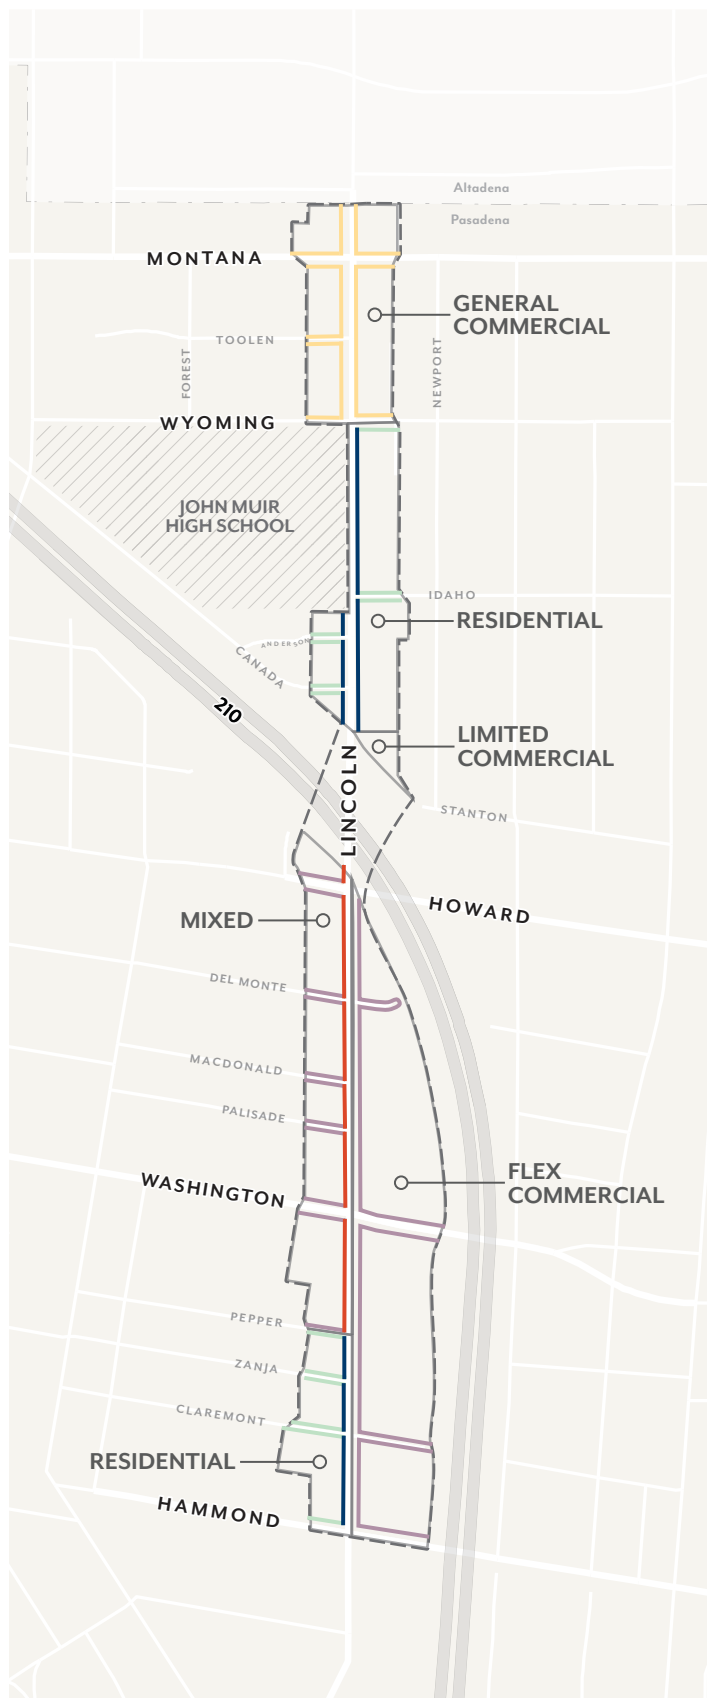 Altadena
Pasadena
MONTANA
GENERAL
COMMERCIAL
TOOLEN
FOREST
NEWPORT
WYOMING
JOHN MUIR
HIGH SCHOOL
IDAHO
RESIDENTIAL
ANDERSON
CANADA
210
LIMITED
COMMERCIAL
LINCOLN
STANTON
HOWARD
MIXED
DEL MONTE
MACDONALD
PALISADE
WASHINGTON
FLEX
COMMERCIAL
PEPPER
ZANJA
CLAREMONT
RESIDENTIAL
HAMMOND